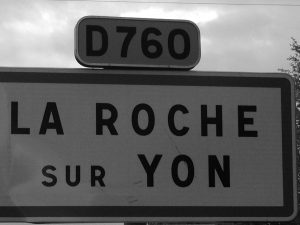 D760
LA ROCHE
SUR YON